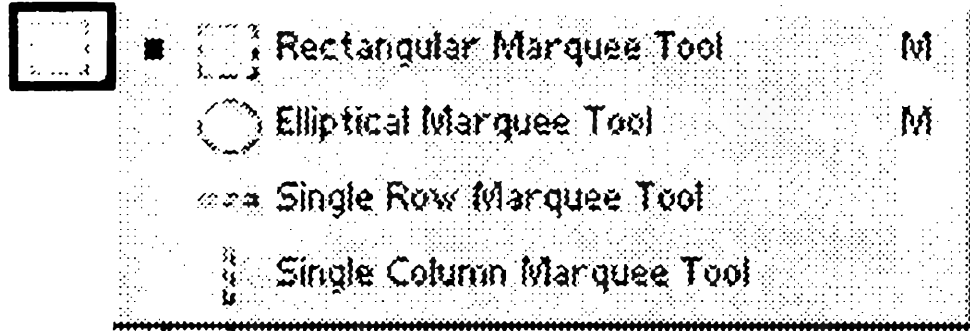 Rectangular Marquee Tool M
Elliptical Marquee Tool M
Single Row Marquee Tool
Single Column Marquee Tool